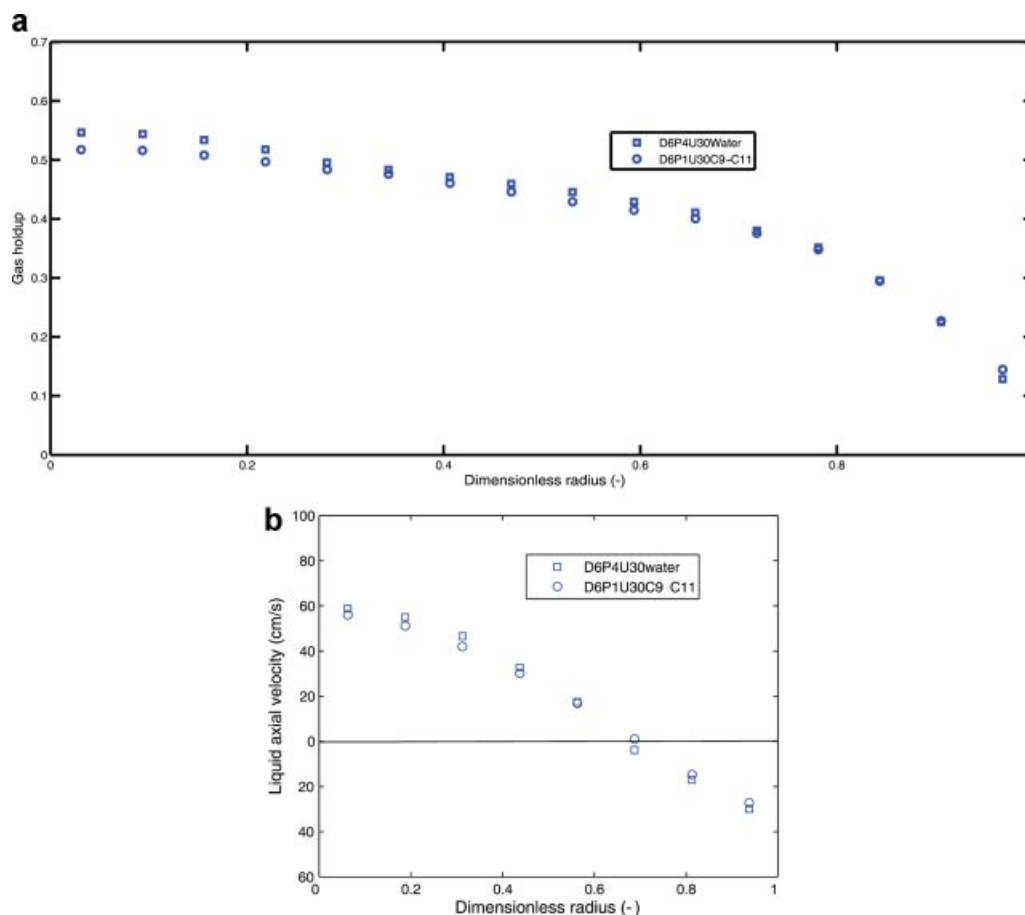 a
0.7
0.6
0.5
0.4
0.3
0.2
0.1
0
Gas holdup
D6P4U30Water
D6P1U30C9-C11
0 0.2 0.4 0.6 0.8
Dimensionless radius (-)
b
100
80
60
40
20
0
20
40
60
Liquid axial velocity (cm/s)
D6P4U30water
D6P1U30C9 C11
0 0.2 0.4 0.6 0.8 1
Dimensionless radius (-)